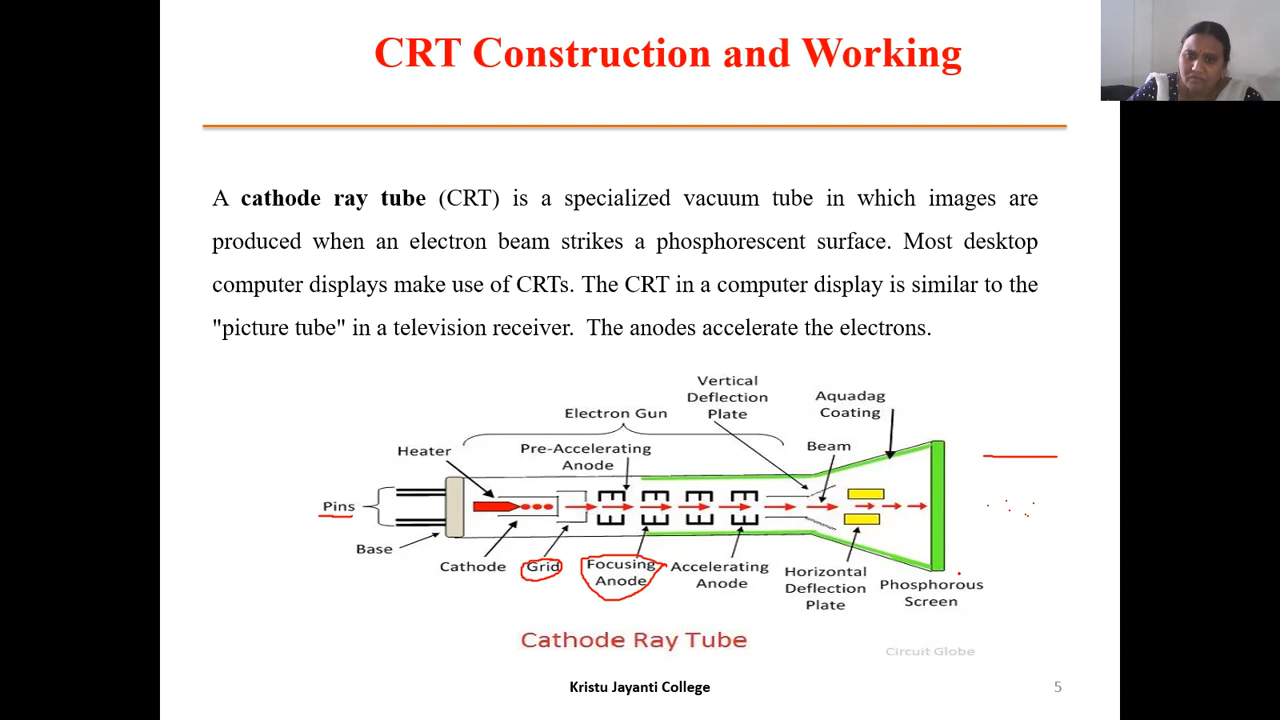 CRT Construction and Working
A cathode ray tube (CRT) is a specialized vacuum tube in which images are
produced when an electron beam strikes a phosphorescent surface. Most desktop
computer displays make use of CRTs. The CRT in a computer display is similar to the
"picture tube" in a television receiver.  The anodes accelerate the electrons.
Vertical
Deflection
Plate
Aquadag
Coating
Electron Gun
Heater
Pre-Accelerating
Anode
Beam
Pins
Base
Cathode
Grid
Focusing
Anode
Accelerating
Anode
Horizontal
Deflection
Plate
Phosphorous
Screen
Cathode Ray Tube
Circuit Globe
Kristu Jayanti College
5